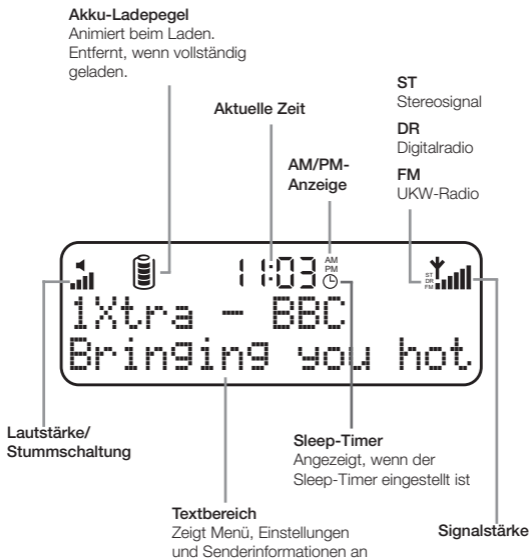 Akku-Ladepegel
Animiert beim Laden.
Entfernt, wenn vollständig
geladen.
Aktuelle Zeit
AM/PM-
Anzeige
ST
Stereosignal
DR
Digitalradio
FM
UKW-Radio
11:03
AM
PM
ST
DR
FM
1Xtra - BBC
Bringing you hot
Lautstärke/
Stummschaltung
Sleep-Timer
Angezeigt, wenn der
Sleep-Timer eingestellt ist
Textbereich
Zeigt Menü, Einstellungen
und Senderinformationen an
Signalstärke